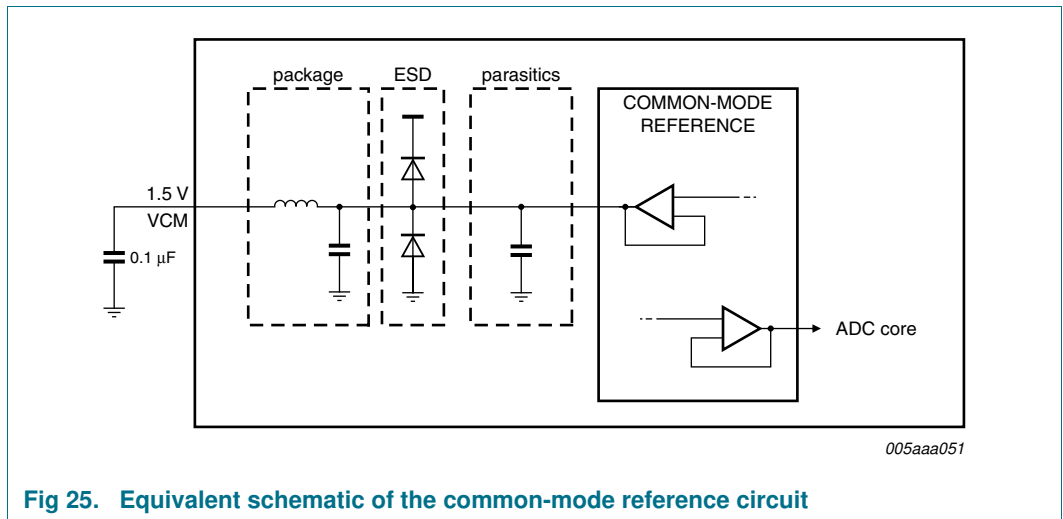 package
ESD
parasitics
COMMON-MODE
REFERENCE
1.5 V
VCM
0.1 μF
ADC core
005aaa051
Fig 25. Equivalent schematic of the common-mode reference circuit